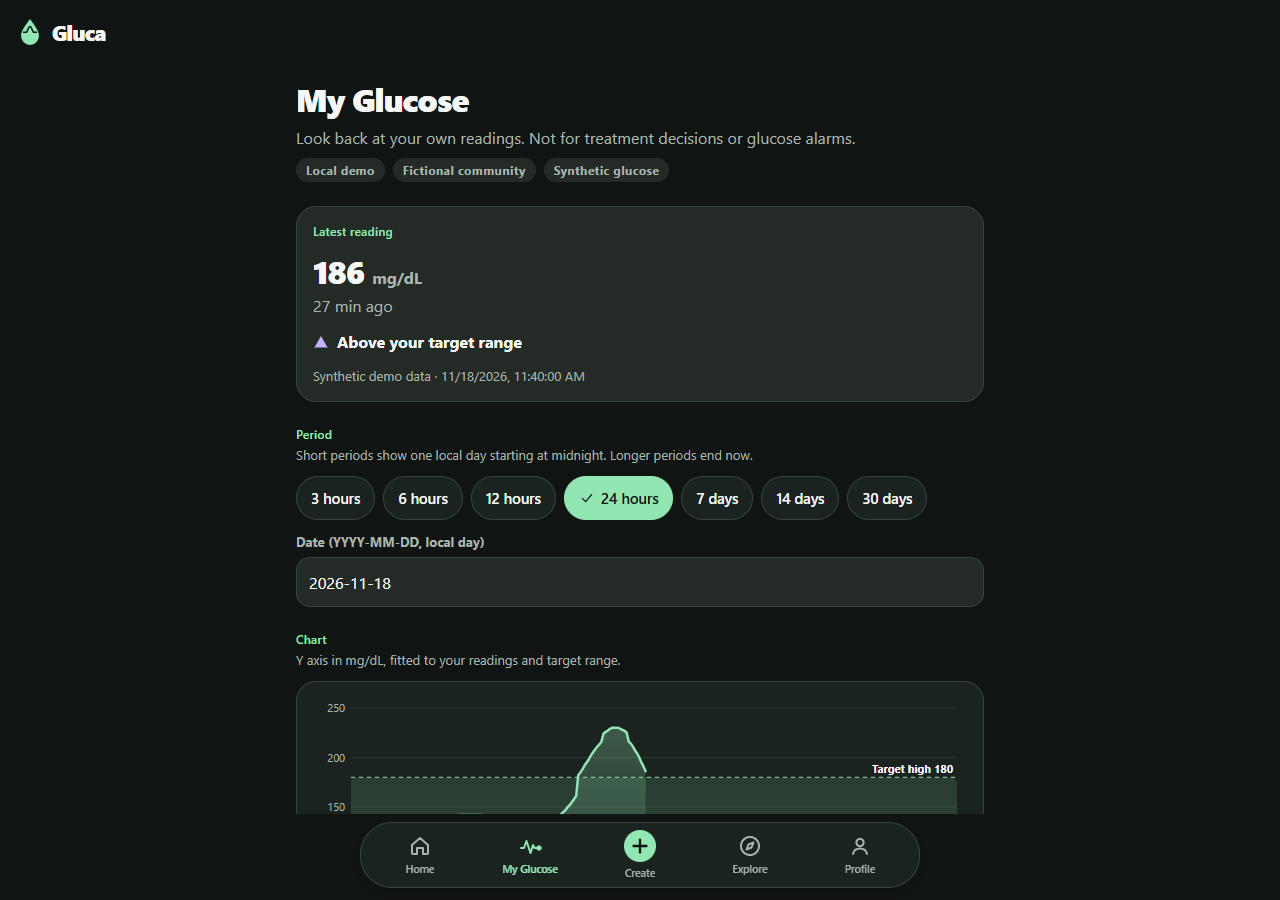 Gluca
My Glucose
Look back at your own readings. Not for treatment decisions or glucose alarms.
Local demo
Fictional community
Synthetic glucose
Latest reading
186 mg/dL
27 min ago
Above your target range
Synthetic demo data · 11/18/2026, 11:40:00 AM
Period
Short periods show one local day starting at midnight. Longer periods end now.
3 hours
6 hours
12 hours
24 hours
7 days
14 days
30 days
Date (YYYY-MM-DD, local day)
2026-11-18
Chart
Y axis in mg/dL, fitted to your readings and target range.
250
200
Target high 180
150
Home
My Glucose
Create
Explore
Profile